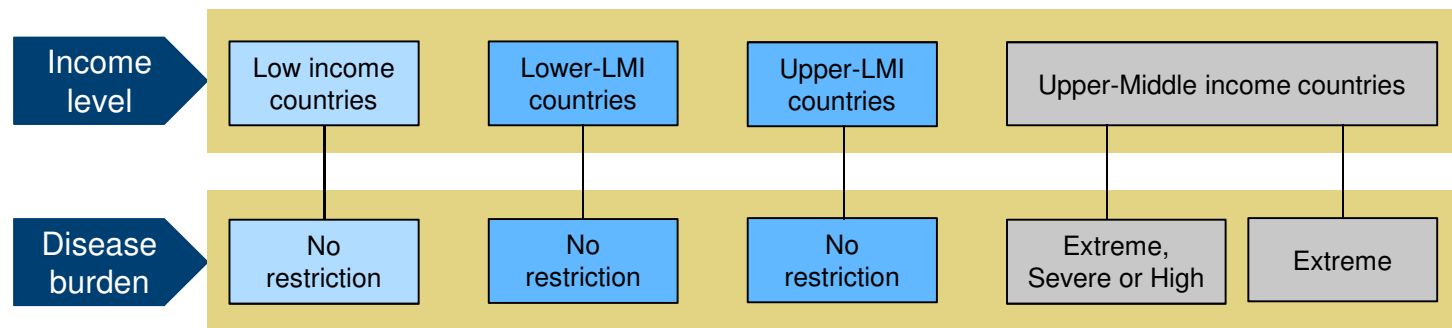 Income
level
Low income
countries
Lower-LMI
countries
Upper-LMI
countries
Upper-Middle income countries
Disease
burden
No
restriction
No
restriction
No
restriction
Extreme,
Severe or High
Extreme